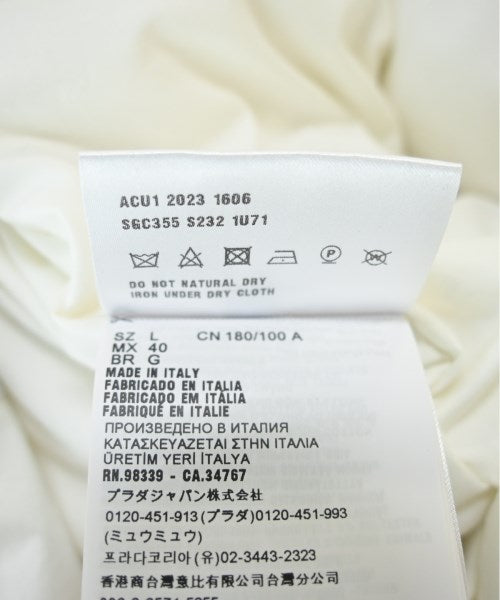 ACU1 2023 1606
SGC355 S232 1U71
DO NOT NATURAL DRY
IRON UNDER DRY CLOTH
SZ L CN 180/100 A
MX 40
BR G
MADE IN ITALY
FABRICADO EN ITALIA
FABRICADO EM ITÁLIA
FABRIQUÉ EN ITALIE
ПРОИЗВЕДЕНО В ИТАЛИЯ
ΚΑΤΑΣΚΕΥΑΖΕΤΑΙ ΣΤΗΝ ΙΤΑΛΙΑ
ÜRETİM YERİ İTALYA
RN.98339 - CA.34767
プラダジャパン株式会社
0120-451-913(プラダ)0120-451-993
(ミュウミュウ)
프라다코리아(유)02-3443-2323
香港商台灣意比有限公司台灣分公司